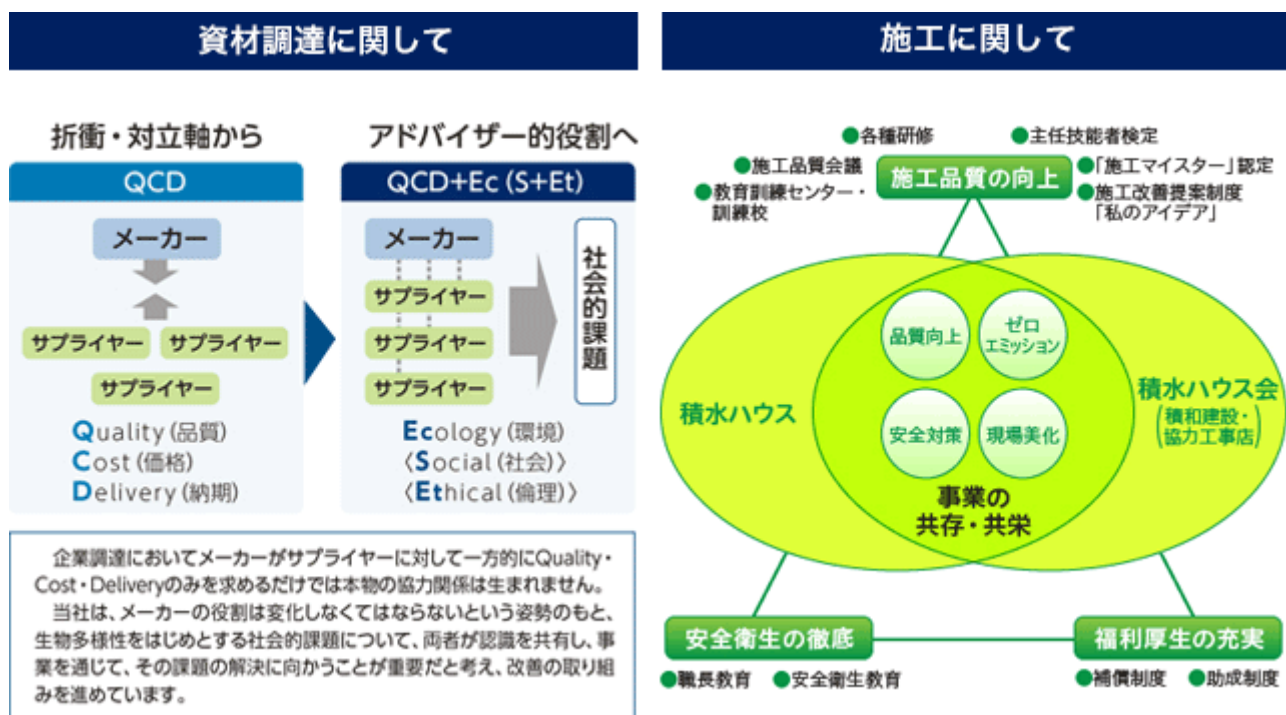 資材調達に関して
折衝・対立軸から
QCD
メーカー
サプライヤー
サプライヤー
サプライヤー
Quality(品質)
Cost(価格)
Delivery(納期)
アドバイザー的役割へ
QCD+Ec(S+Et)
メーカー
サプライヤー
サプライヤー
サプライヤー
社会的課題
Ecology(環境)
〈Social(社会)〉
〈Ethical(倫理)〉
企業調達においてメーカーがサプライヤーに対して一方的にQuality・
Cost・Deliveryのみを求めるだけでは本物の協力関係は生まれません。
当社は、メーカーの役割は変化しなくてはならないという姿勢のもと、
生物多様性をはじめとする社会的課題について、両者が認識を共有し、事
業を通じて、その課題の解決に向かうことが重要だと考え、改善の取り組
みを進めています。
施工に関して
●各種研修
●施工品質会議
●教育訓練センター・
訓練校
施工品質の向上
●主任技能者検定
●「施工マイスター」認定
●施工改善提案制度
「私のアイデア」
品質向上
ゼロ
エミッション
安全対策
現場美化
積水ハウス
積水ハウス会
(積和建設・
協力工事店)
事業の
共存・共栄
安全衛生の徹底
●職長教育
●安全衛生教育
福利厚生の充実
●補償制度
●助成制度